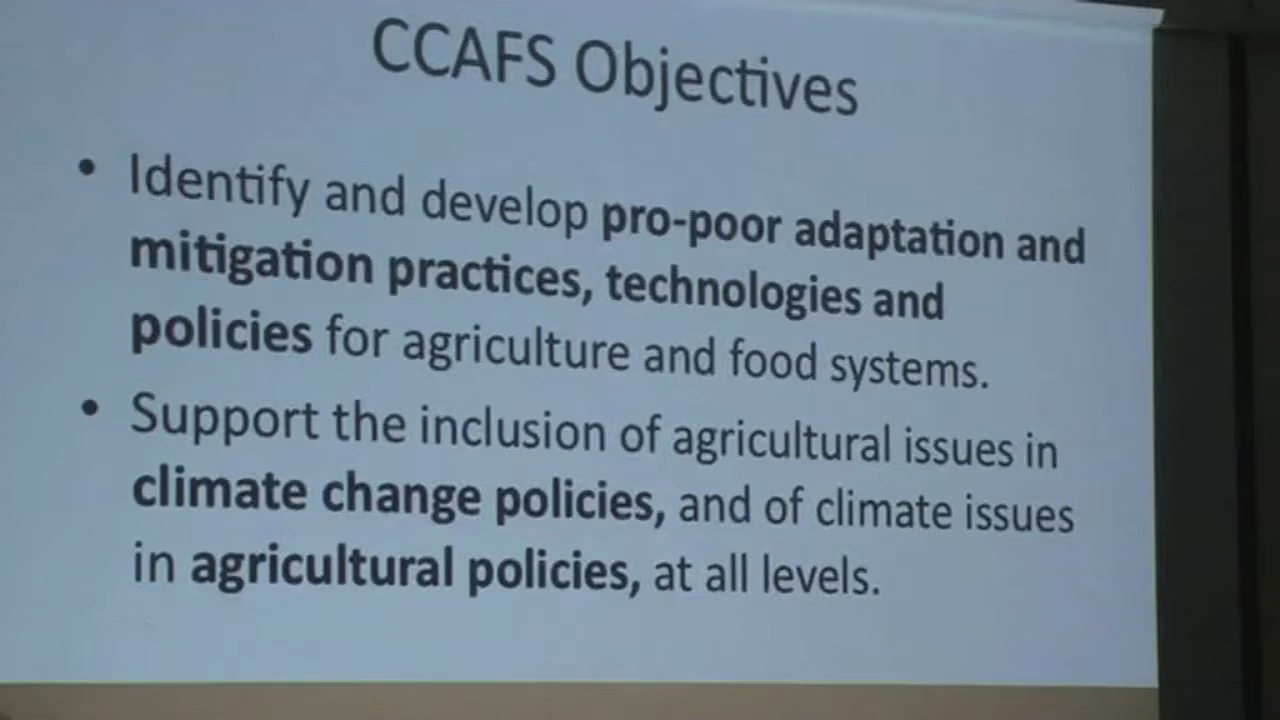 CCAFS Objectives
• Identify and develop pro-poor adaptation and
mitigation practices, technologies and
policies for agriculture and food systems.
• Support the inclusion of agricultural issues in
climate change policies, and of climate issues
in agricultural policies, at all levels.